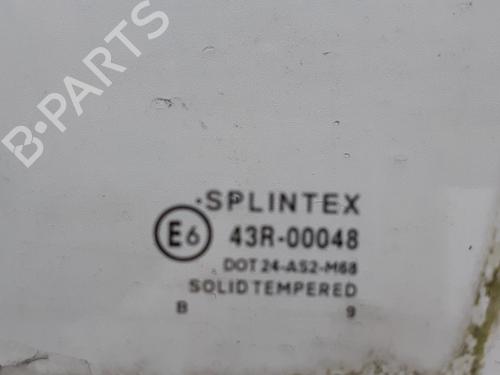 B-PARTS
.SPLINTEX
E6 43R-00048
DOT 24-AS2-M68
SOLID TEMPERED
B 9